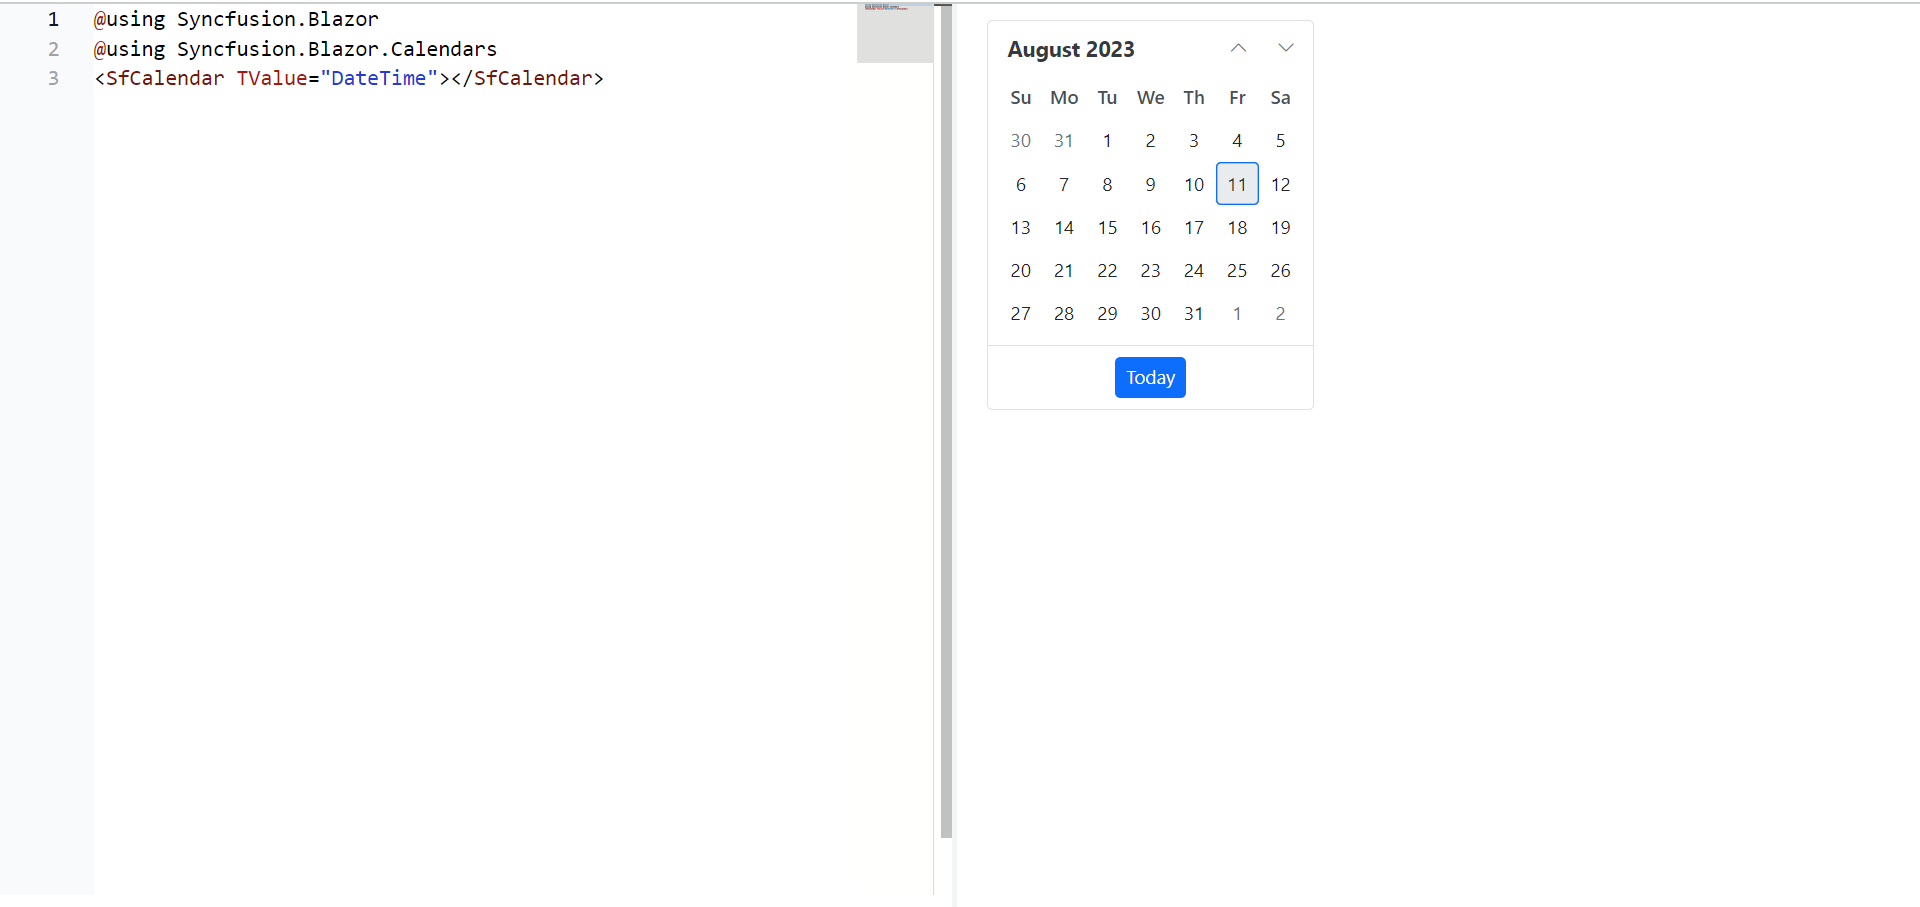 1 @using Syncfusion.Blazor
2 @using Syncfusion.Blazor.Calendars
3 <SfCalendar TValue="DateTime"></SfCalendar>
August 2023
Su Mo Tu We Th Fr Sa
30 31 1 2 3 4 5
6 7 8 9 10 11 12
13 14 15 16 17 18 19
20 21 22 23 24 25 26
27 28 29 30 31 1 2
Today